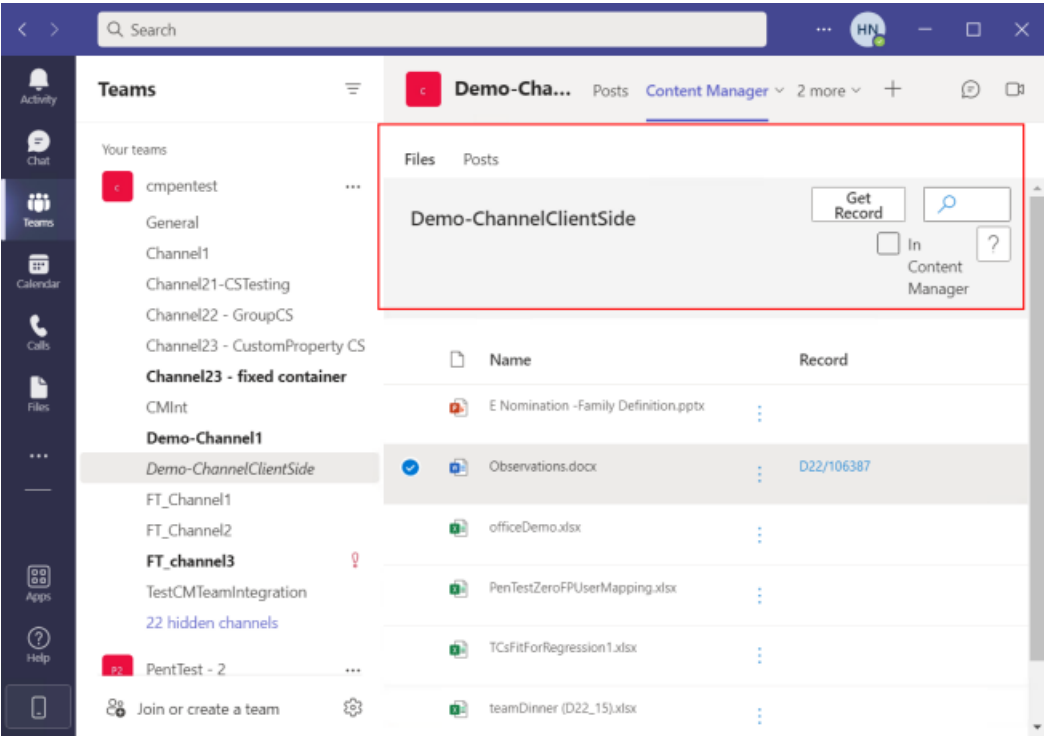 Search
HN
Activity
Chat
Teams
Calendar
Calls
Files
Apps
Help
Teams
Your teams
c cmpentest
General
Channel1
Channel21-CSTesting
Channel22 - GroupCS
Channel23 - CustomProperty CS
Channel23 - fixed container
CMInt
Demo-Channel1
Demo-ChannelClientSide
FT_Channel1
FT_Channel2
FT_channel3
TestCMTeamIntegration
22 hidden channels
P2 PentTest - 2
Join or create a team
c Demo-Cha... Posts Content Manager 2 more
Files Posts
Demo-ChannelClientSide
Get
Record
In
Content
Manager
?
Name Record
E Nomination -Family Definition.pptx
Observations.docx D22/106387
officeDemo.xlsx
PenTestZeroFPUserMapping.xlsx
TCsFitForRegression1.xlsx
teamDinner (D22_15).xlsx